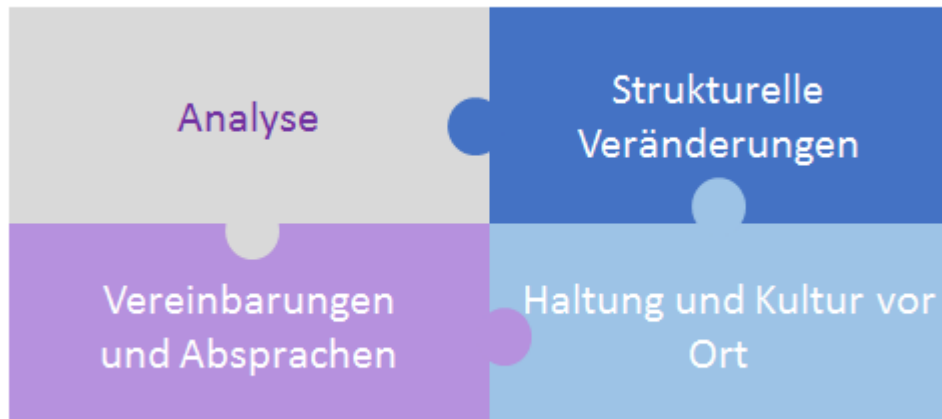 Analyse
Strukturelle
Veränderungen
Vereinbarungen
und Absprachen
Haltung und Kultur vor
Ort